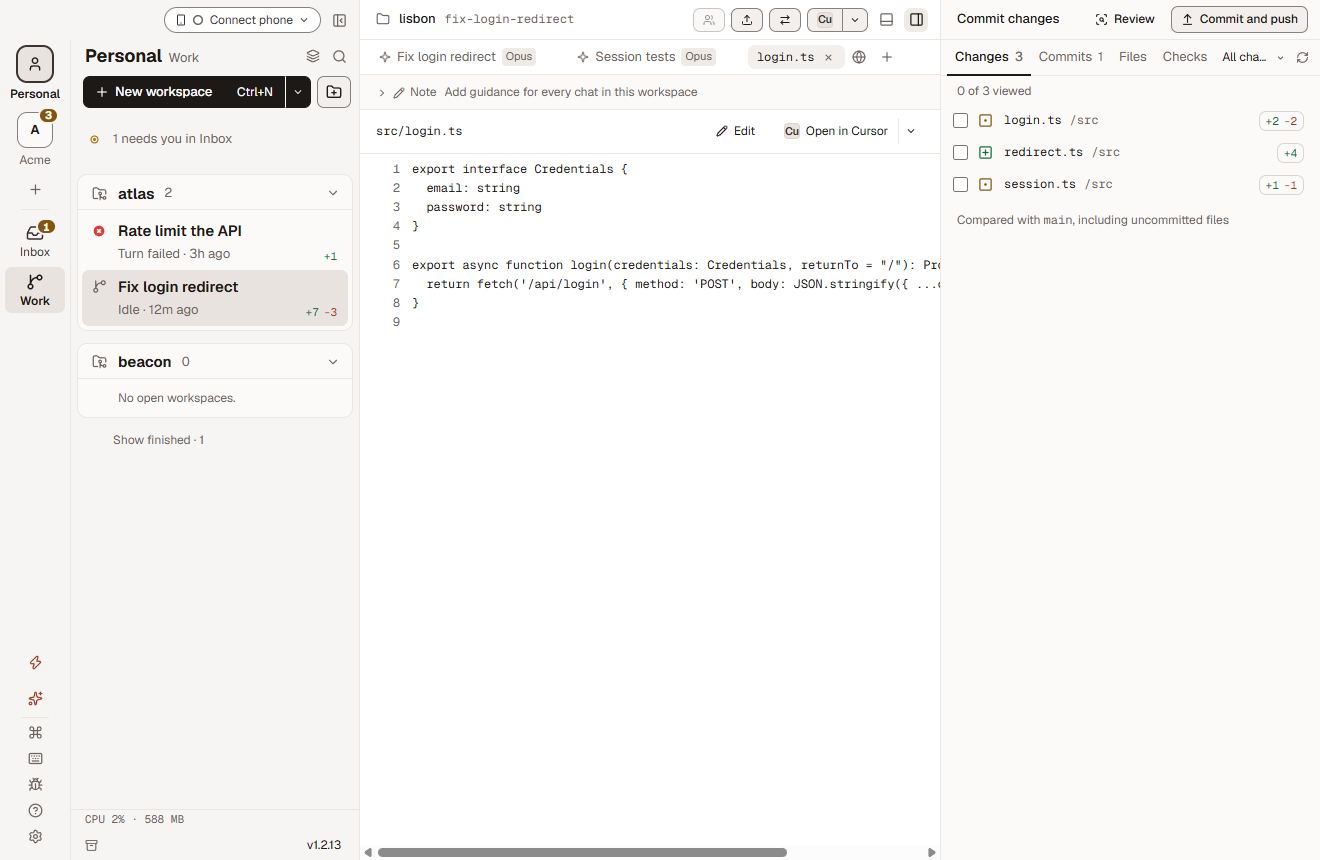 Connect phone
lisbon fix-login-redirect
Cu
Commit changes
Review
Commit and push
Personal
3
A
Acme
1
Inbox
Work
Personal Work
New workspace Ctrl+N
1 needs you in Inbox
atlas 2
Rate limit the API
Turn failed · 3h ago
+1
Fix login redirect
Idle · 12m ago
+7 -3
beacon 0
No open workspaces.
Show finished · 1
CPU 2% · 588 MB
v1.2.13
Fix login redirect Opus
Session tests Opus
login.ts
Note Add guidance for every chat in this workspace
src/login.ts
Edit
Cu Open in Cursor
1 export interface Credentials {
2 email: string
3 password: string
4 }
5
6 export async function login(credentials: Credentials, returnTo = "/"): Pro
7 return fetch('/api/login', { method: 'POST', body: JSON.stringify({ ...
8 }
9
Changes 3
Commits 1
Files
Checks
All cha...
0 of 3 viewed
login.ts /src +2 -2
redirect.ts /src +4
session.ts /src +1 -1
Compared with main, including uncommitted files